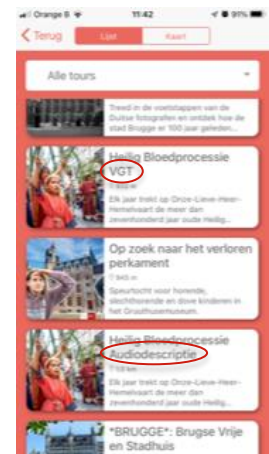 Orange B 11:42 91%
Terug Lijst Kaart
Alle tours
Treed in de voetstappen van de
Duitse fotografen en ontdek hoe de
stad Brugge er 100 jaar geleden...
Heilig Bloedprocessie
VGT
Elk jaar trekt op Onze-Lieve-Heer-
Hemelvaart de meer dan
zevenhonderd jaar oude Heilig...
Op zoek naar het verloren
perkament
Speurtocht voor horende,
slechthorende en dove kinderen in
het Gruuthusemuseum.
Heilig Bloedprocessie
Audiodescriptie
Elk jaar trekt op Onze-Lieve-Heer-
Hemelvaart de meer dan
zevenhonderd jaar oude Heilig...
*BRUGGE*: Brugse Vrije
en Stadhuis